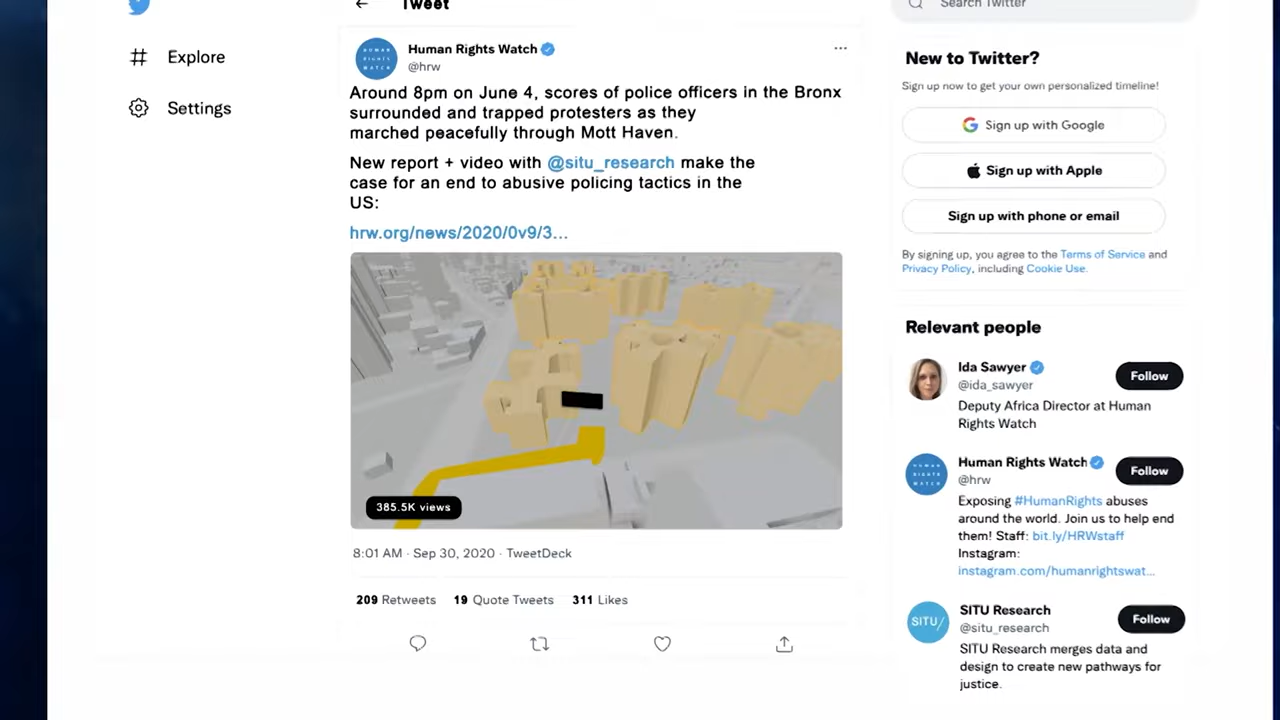 Tweet
Search Twitter
Explore
Settings
Human Rights Watch
@hrw
Around 8pm on June 4, scores of police officers in the Bronx
surrounded and trapped protesters as they
marched peacefully through Mott Haven.
New report + video with @situ_research make the
case for an end to abusive policing tactics in the
US:
hrw.org/news/2020/0v9/3...
385.5K views
8:01 AM · Sep 30, 2020 · TweetDeck
209 Retweets 19 Quote Tweets 311 Likes
New to Twitter?
Sign up now to get your own personalized timeline!
Sign up with Google
Sign up with Apple
Sign up with phone or email
By signing up, you agree to the Terms of Service and
Privacy Policy, including Cookie Use.
Relevant people
Ida Sawyer
@ida_sawyer
Follow
Deputy Africa Director at Human
Rights Watch
HUMAN
RIGHTS
WATCH
Human Rights Watch
@hrw
Follow
Exposing #HumanRights abuses
around the world. Join us to help end
them! Staff: bit.ly/HRWstaff
Instagram:
instagram.com/humanrightswat...
SITU/
SITU Research
@situ_research
Follow
SITU Research merges data and
design to create new pathways for
justice.